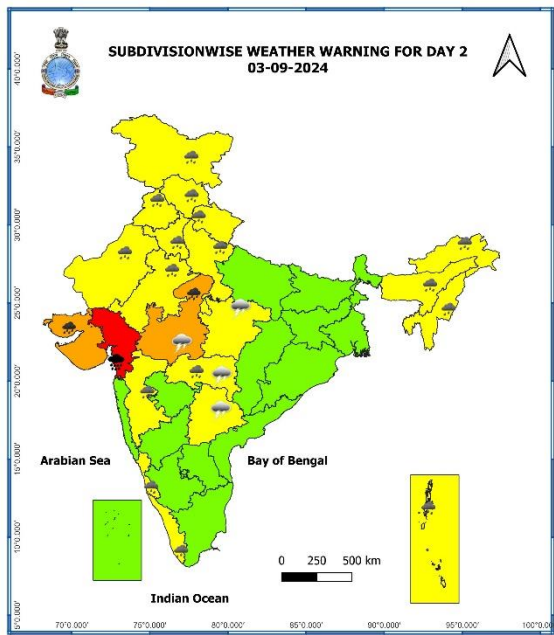 SUBDIVISIONWISE WEATHER WARNING FOR DAY 2
03-09-2024
40°0.000'
35°0.000'
30°0.000'
25°0.000'
20°0.000'
15°0.000'
10°0.000'
5°0.000'
Arabian Sea
Bay of Bengal
0 250 500 km
Indian Ocean
70°0.000' 75°0.000' 80°0.000' 85°0.000' 90°0.000' 95°0.000' 100°0.000'